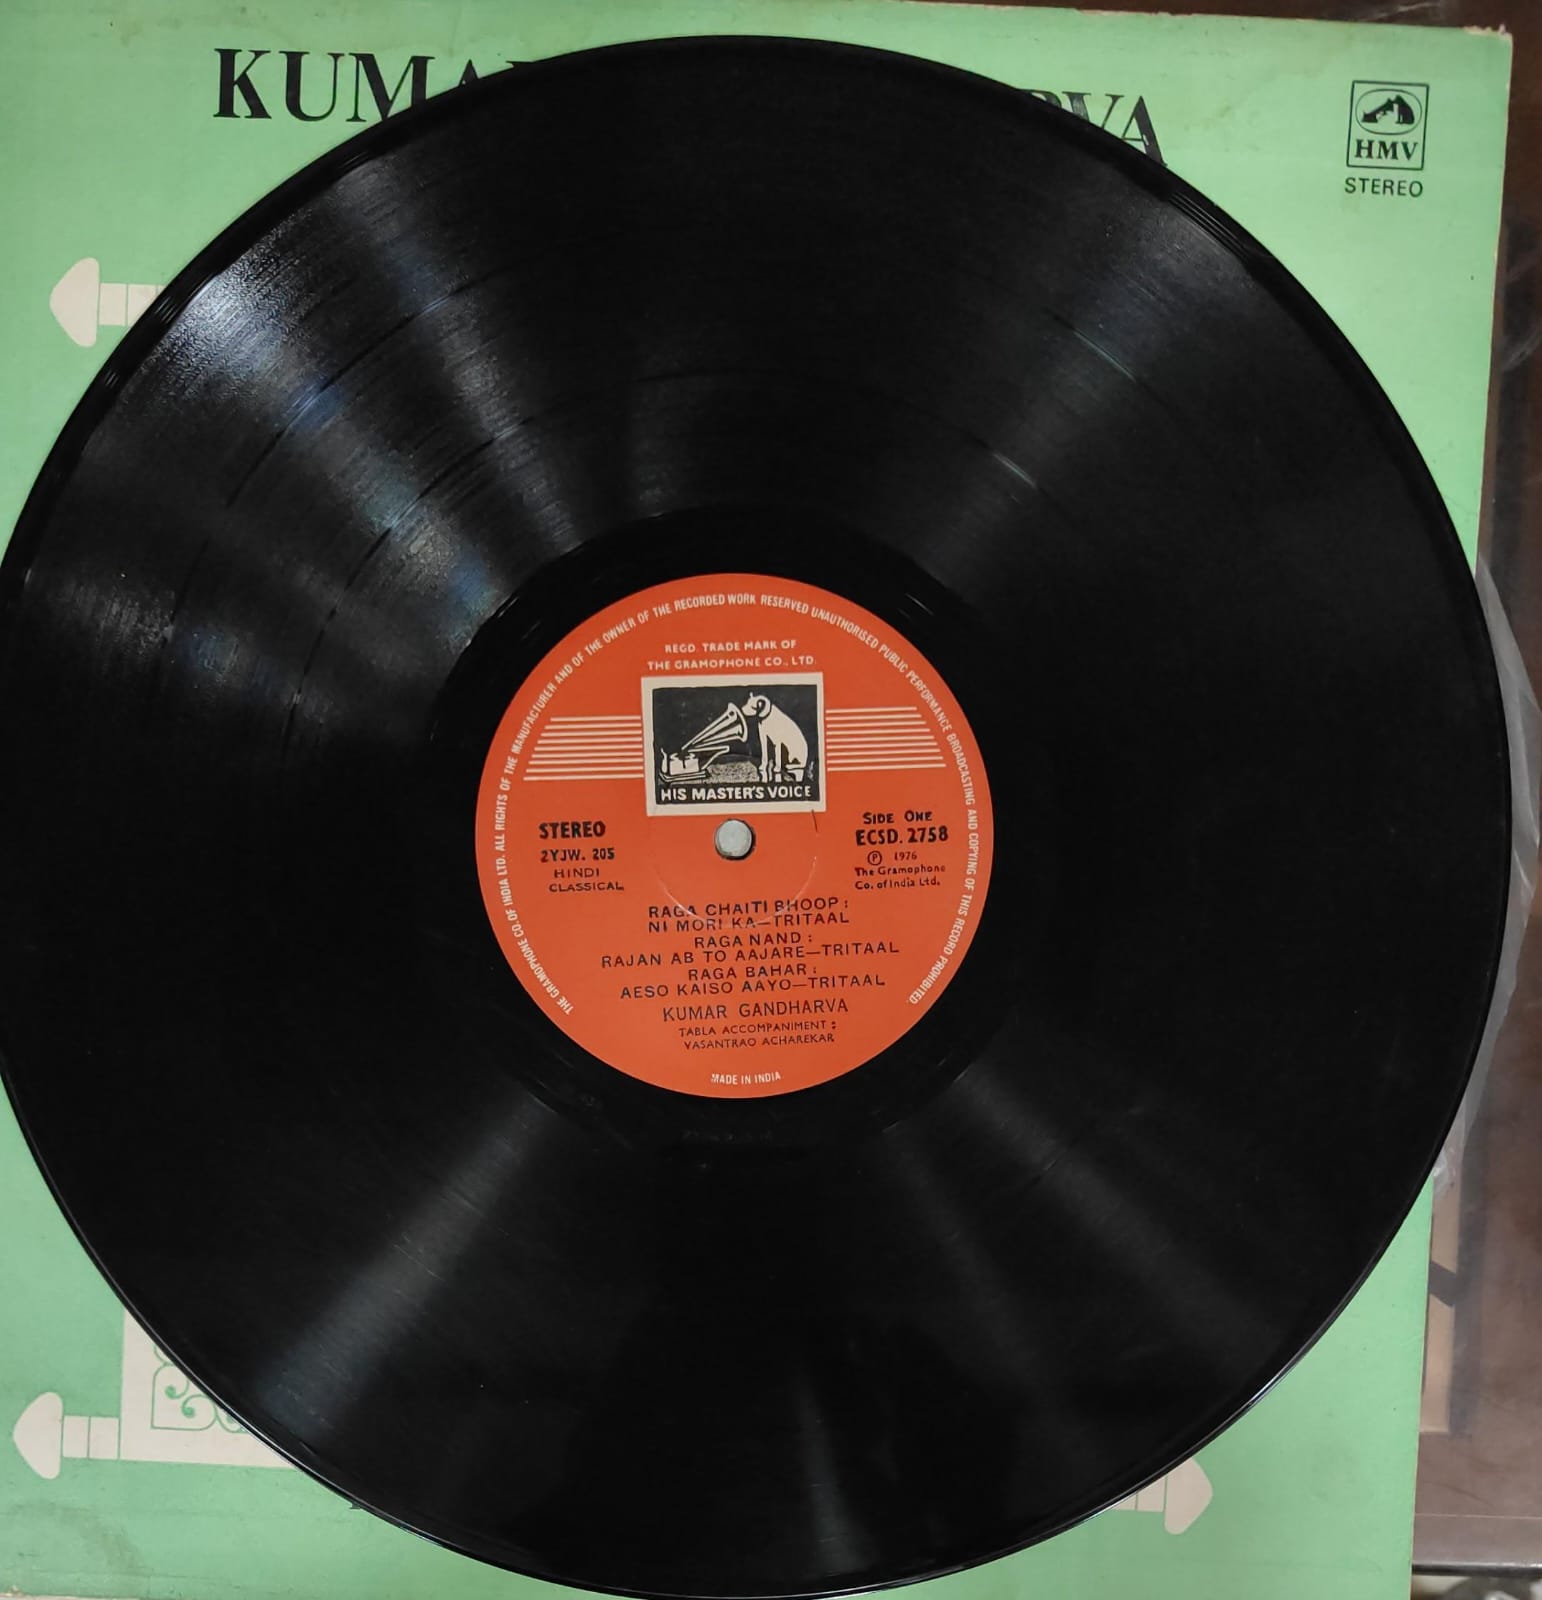 HMV
STEREO
THE GRAMOPHONE CO. OF INDIA LTD. ALL RIGHTS OF THE MANUFACTURER AND OF THE OWNER OF THE RECORDED WORK RESERVED UNAUTHORISED PUBLIC PERFORMANCE BROADCASTING AND COPYING OF THIS RECORD PROHIBITED.
REGD. TRADE MARK OF
THE GRAMOPHONE CO., LTD.
HIS MASTER'S VOICE
STEREO
2YJW. 205
HINDI
CLASSICAL
SIDE ONE
ECSD. 2758
℗ 1976
The Gramophone
Co. of India Ltd.
RAGA CHAITI BHOOP :
NI MORI KA—TRITAAL
RAGA NAND :
RAJAN AB TO AAJARE—TRITAAL
RAGA BAHAR :
AESO KAISO AAYO—TRITAAL
KUMAR GANDHARVA
TABLA ACCOMPANIMENT :
VASANTRAO ACHAREKAR
MADE IN INDIA